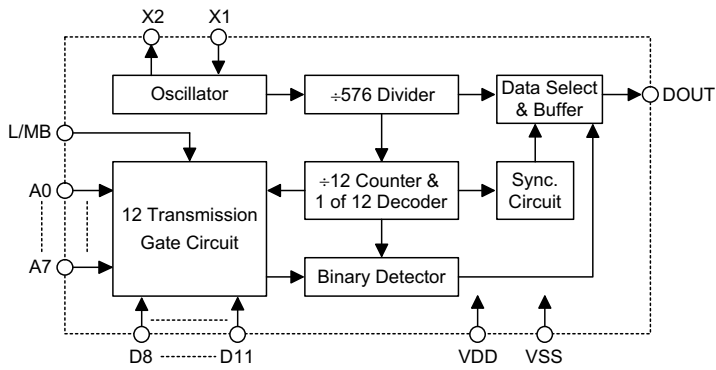 X2
X1
Oscillator
÷576 Divider
Data Select
& Buffer
DOUT
L/MB
A0
12 Transmission
Gate Circuit
÷12 Counter &
1 of 12 Decoder
Sync.
Circuit
A7
Binary Detector
D8
D11
VDD
VSS